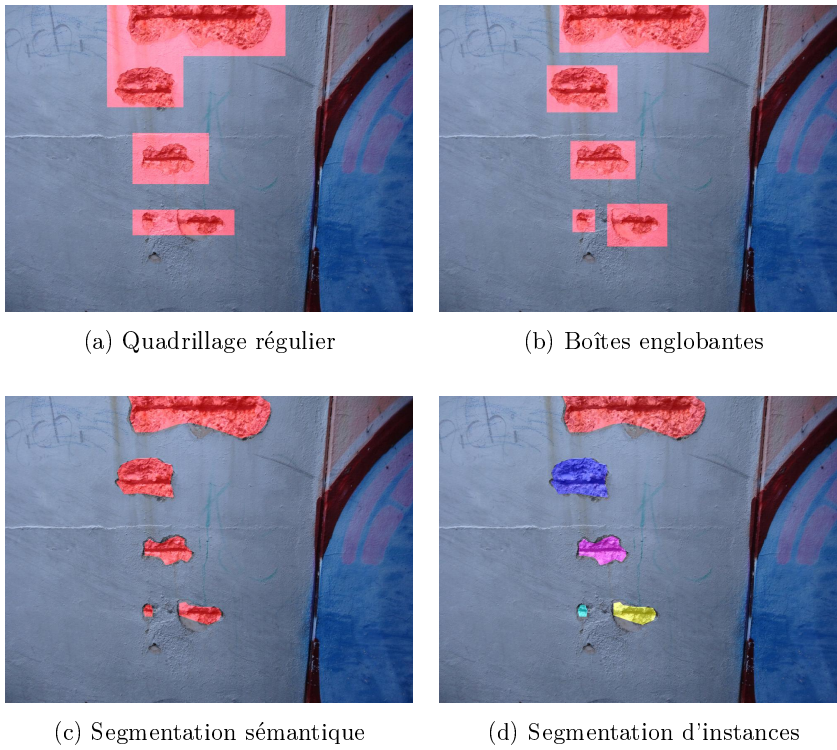 (a) Quadrillage régulier
(b) Boîtes englobantes
(c) Segmentation sémantique
(d) Segmentation d'instances